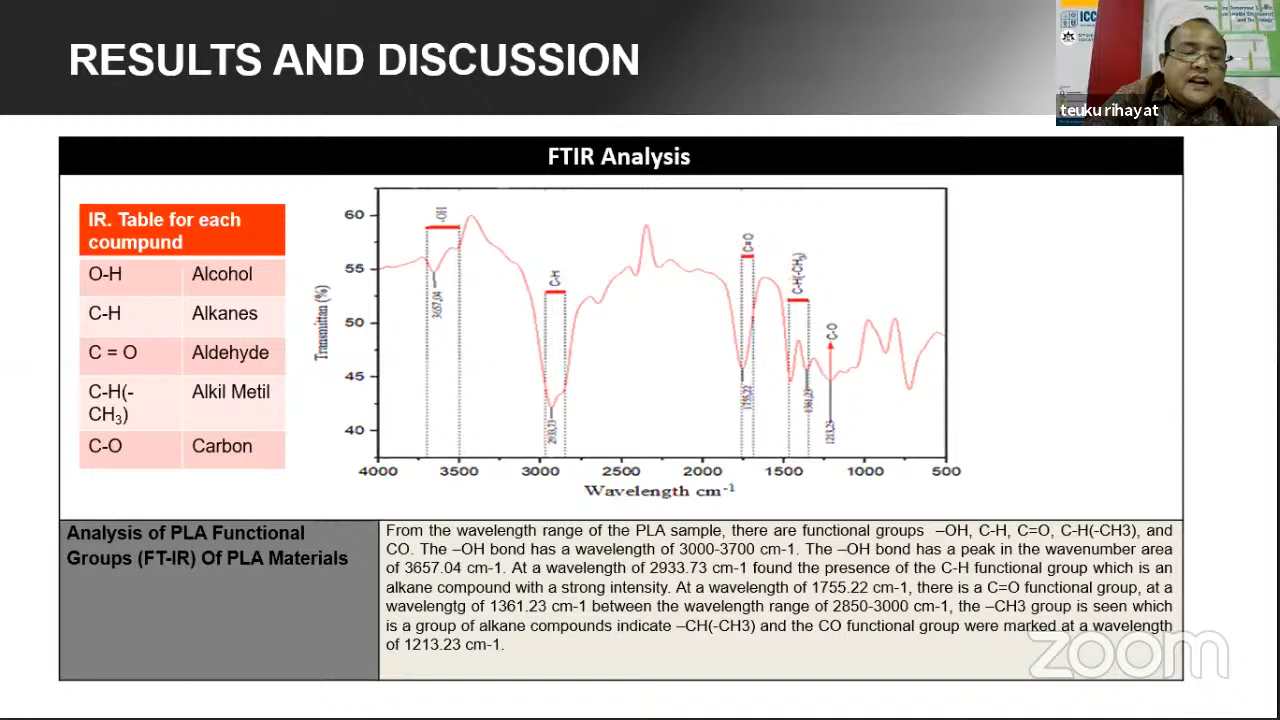 RESULTS AND DISCUSSION
ICC
teuku rihayat
FTIR Analysis
IR. Table for each
coumpund
O-H Alcohol
C-H Alkanes
C = O Aldehyde
C-H(- Alkil Metil
CH3)
C-O Carbon
Transmittan (%)
60
55
50
45
40
-OH
3657,04
C-H
2933,73
C=O
1755,22
C-H(-CH3)
1361,23
C-O
1213,23
4000 3500 3000 2500 2000 1500 1000 500
Wavelength cm-1
Analysis of PLA Functional
Groups (FT-IR) Of PLA Materials
From the wavelength range of the PLA sample, there are functional groups –OH, C-H, C=O, C-H(-CH3), and
CO. The –OH bond has a wavelength of 3000-3700 cm-1. The –OH bond has a peak in the wavenumber area
of 3657.04 cm-1. At a wavelength of 2933.73 cm-1 found the presence of the C-H functional group which is an
alkane compound with a strong intensity. At a wavelength of 1755.22 cm-1, there is a C=O functional group, at a
wavelengtg of 1361.23 cm-1 between the wavelength range of 2850-3000 cm-1, the –CH3 group is seen which
is a group of alkane compounds indicate –CH(-CH3) and the CO functional group were marked at a wavelength
of 1213.23 cm-1.
zoom